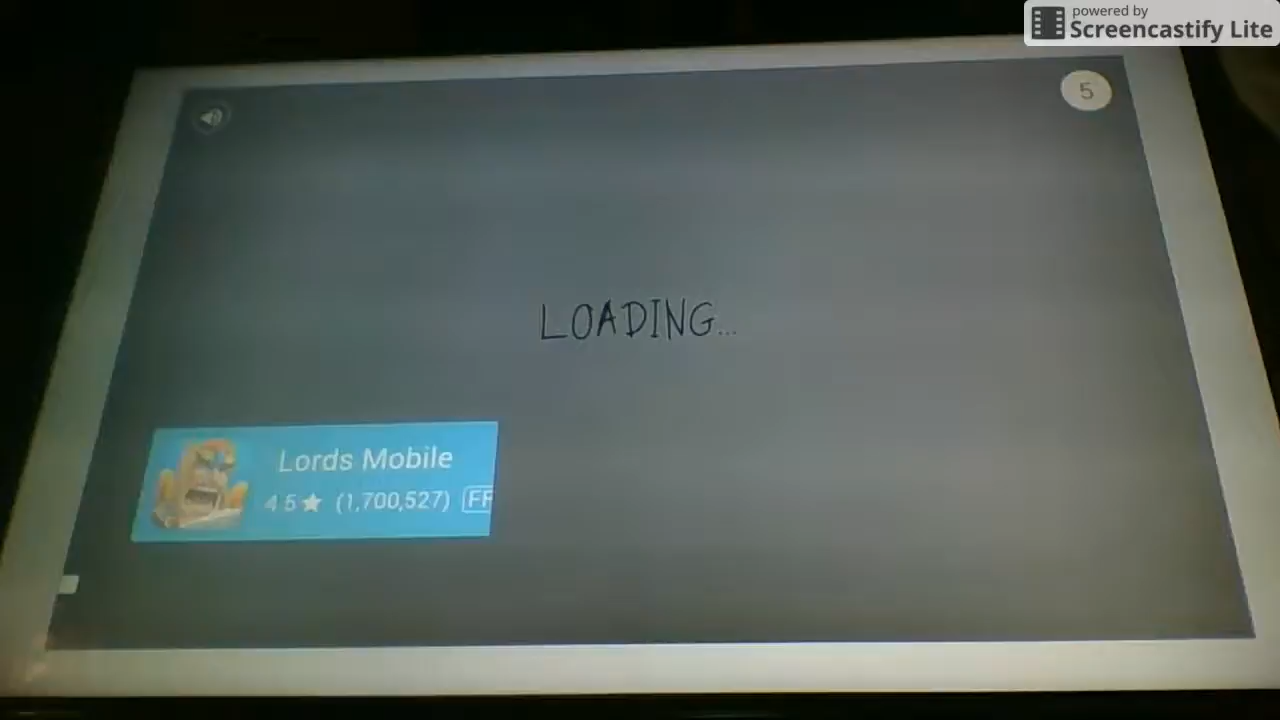 powered by
Screencastify Lite
5
LOADING...
Lords Mobile
4 5★ (1,700,527)